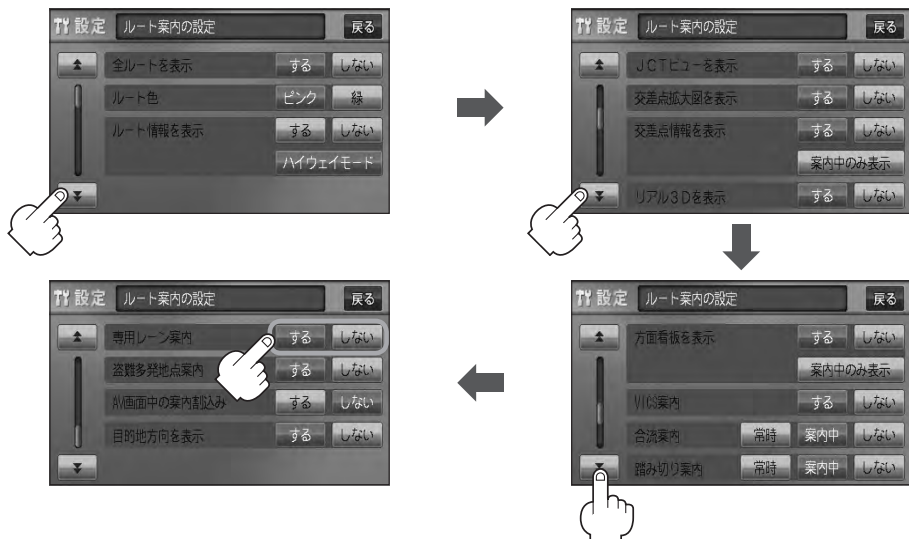 設定 ルート案内の設定 戻る
全ルートを表示 する しない
ルート色 ピンク 緑
ルート情報を表示 する しない
ハイウェイモード
設定 ルート案内の設定 戻る
JCTビューを表示 する しない
交差点拡大図を表示 する しない
交差点情報を表示 する しない
案内中のみ表示
リアル3Dを表示 する しない
設定 ルート案内の設定 戻る
方面看板を表示 する しない
案内中のみ表示
VICS案内 する しない
合流案内 常時 案内中 しない
踏み切り案内 常時 案内中 しない
設定 ルート案内の設定 戻る
専用レーン案内 する しない
盗難多発地点案内 する しない
AV画面中の案内割込み する しない
目的地方向を表示 する しない